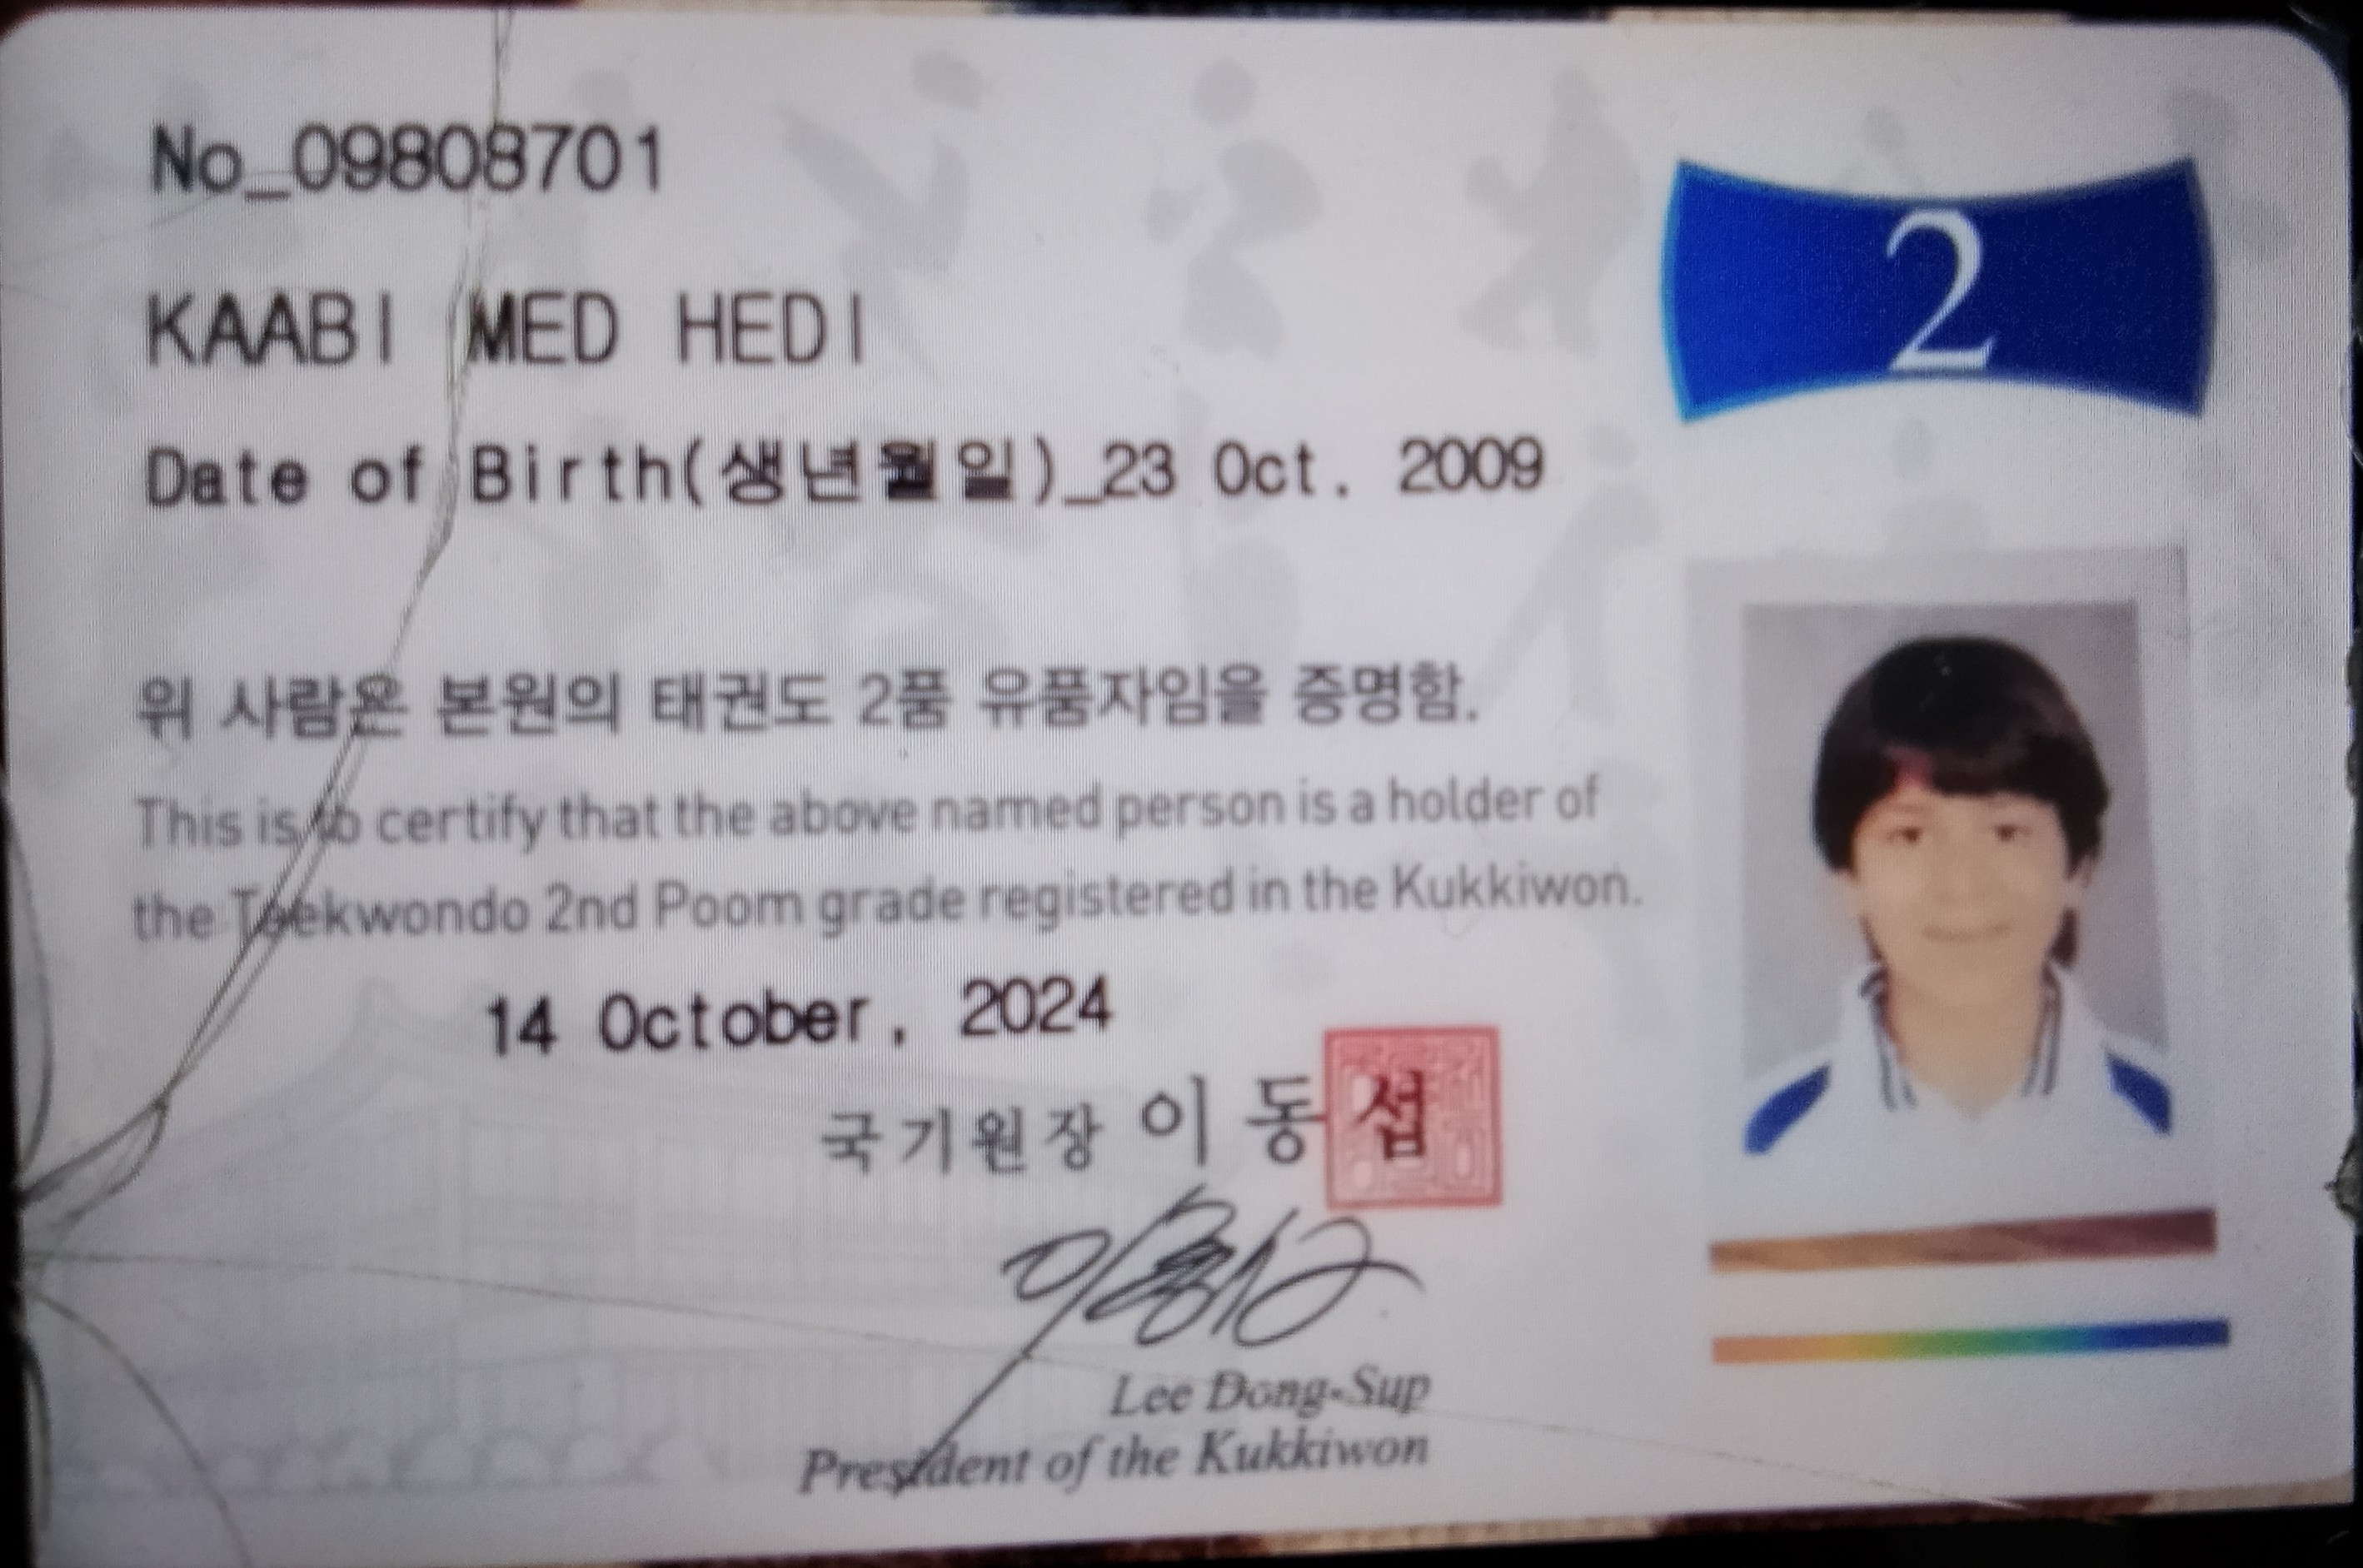 No_09808701
2
KAABI MED HEDI
Date of Birth(생년월일)_23 Oct. 2009
위 사람은 본원의 태권도 2품 유품자임을 증명함.
This is to certify that the above named person is a holder of
the Taekwondo 2nd Poom grade registered in the Kukkiwon.
14 October, 2024
국기원장 이동섭
Lee Dong-Sup
President of the Kukkiwon